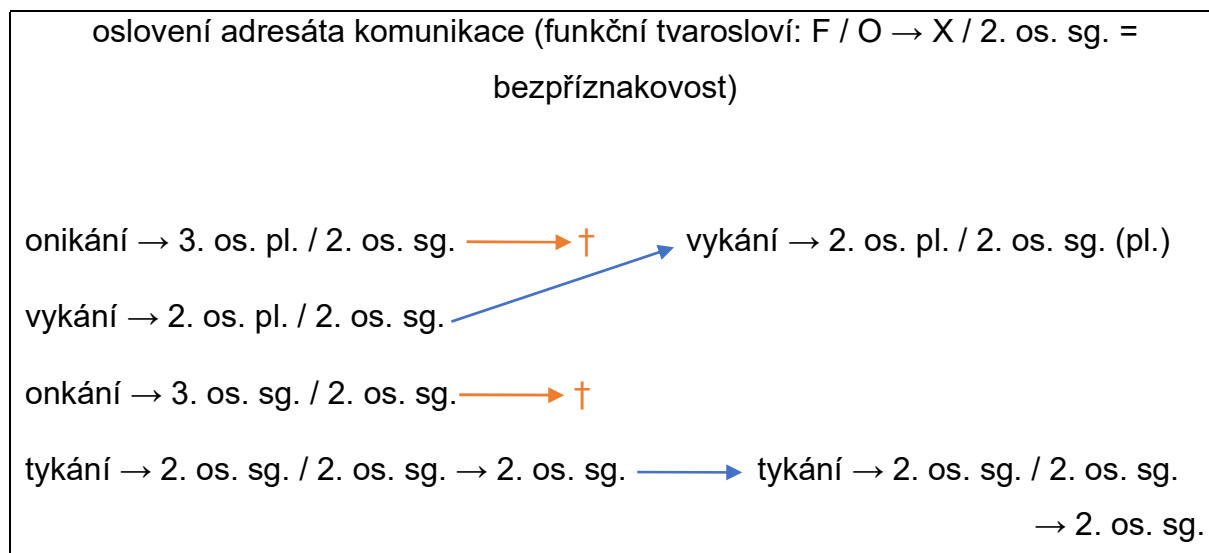 oslovení adresáta komunikace (funkční tvarosloví: F / O → X / 2. os. sg. =
bezpříznakovost)
onikání → 3. os. pl. / 2. os. sg. → † vykání → 2. os. pl. / 2. os. sg. (pl.)
vykání → 2. os. pl. / 2. os. sg.
onkání → 3. os. sg. / 2. os. sg. → †
tykání → 2. os. sg. / 2. os. sg. → 2. os. sg. → tykání → 2. os. sg. / 2. os. sg.
→ 2. os. sg.